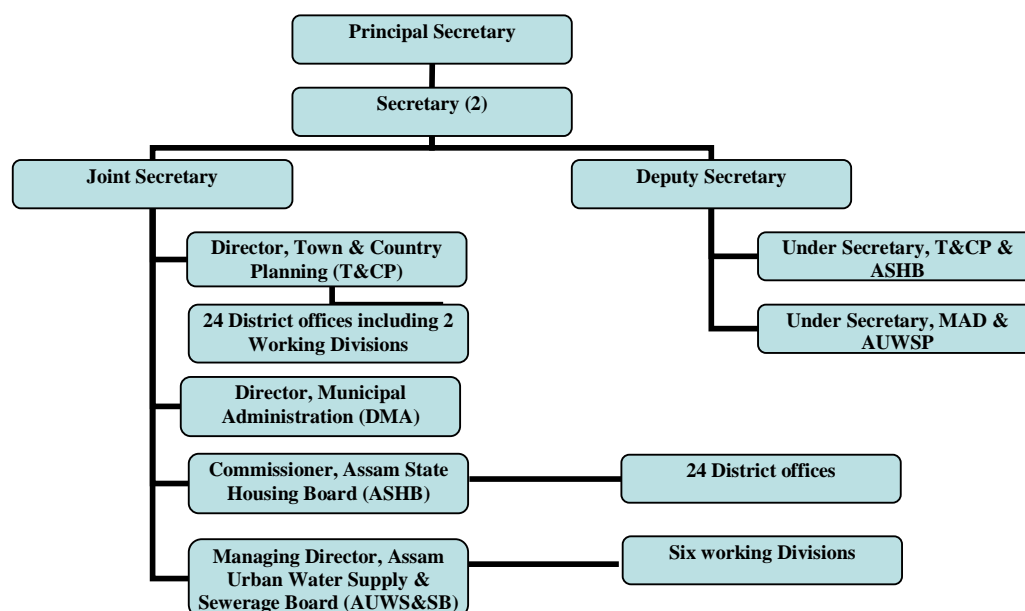 Principal Secretary
Secretary (2)
Joint Secretary
Deputy Secretary
Director, Town & Country
Planning (T&CP)
24 District offices including 2
Working Divisions
Director, Municipal
Administration (DMA)
Commissioner, Assam State
Housing Board (ASHB)
24 District offices
Managing Director, Assam
Urban Water Supply &
Sewerage Board (AUWS&SB)
Six working Divisions
Under Secretary, T&CP &
ASHB
Under Secretary, MAD &
AUWSP